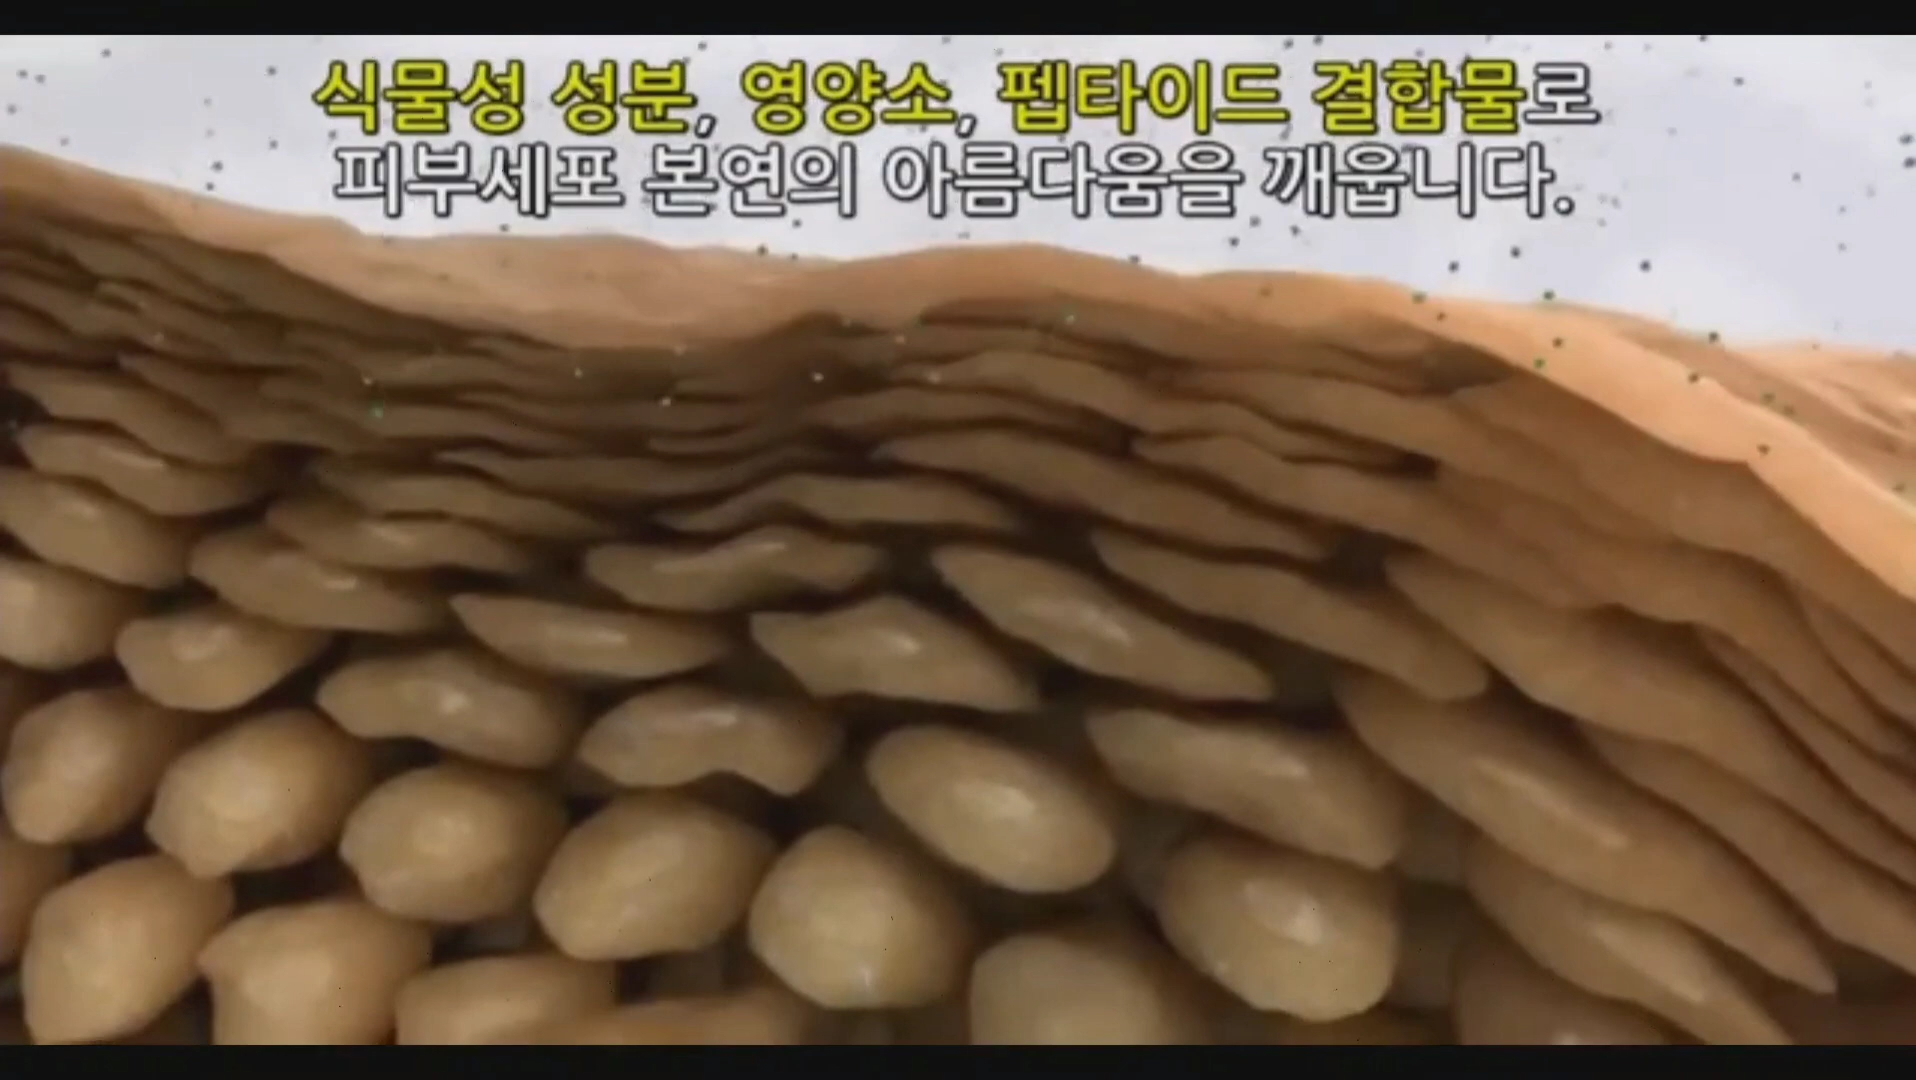 식물성 성분, 영양소, 펩타이드 결합물로
피부세포 본연의 아름다움을 깨웁니다.